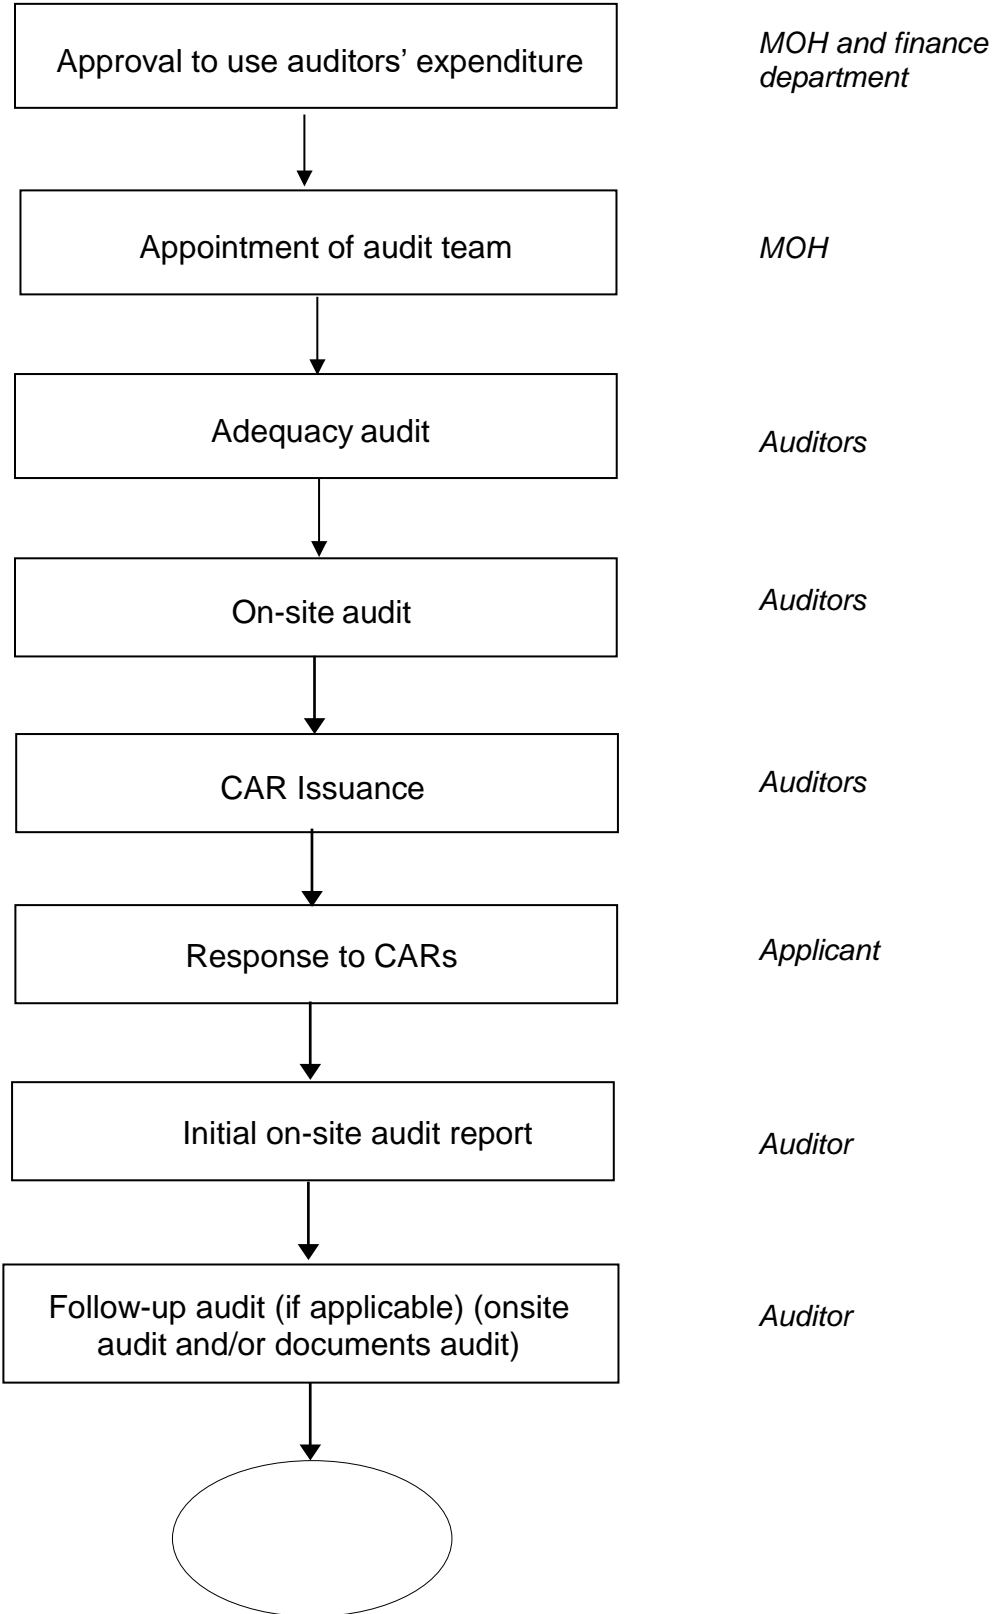 Approval to use auditors’ expenditure
MOH and finance
department
Appointment of audit team
MOH
Adequacy audit
Auditors
On-site audit
Auditors
CAR Issuance
Auditors
Response to CARs
Applicant
Initial on-site audit report
Auditor
Follow-up audit (if applicable) (onsite
audit and/or documents audit)
Auditor